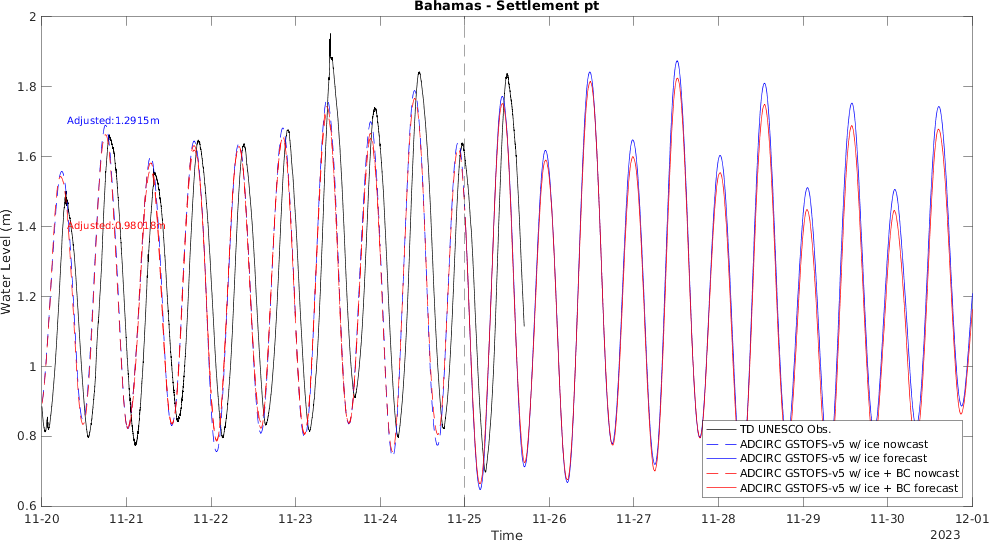 Bahamas - Settlement pt
2
1.8
1.6
1.4
1.2
1
0.8
0.6
Water Level (m)
Adjusted:1.2915m
Adjusted:0.98018m
TD UNESCO Obs.
ADCIRC GSTOFS-v5 w/ ice nowcast
ADCIRC GSTOFS-v5 w/ ice forecast
ADCIRC GSTOFS-v5 w/ ice + BC nowcast
ADCIRC GSTOFS-v5 w/ ice + BC forecast
11-20 11-21 11-22 11-23 11-24 11-25 11-26 11-27 11-28 11-29 11-30 12-01
Time
2023